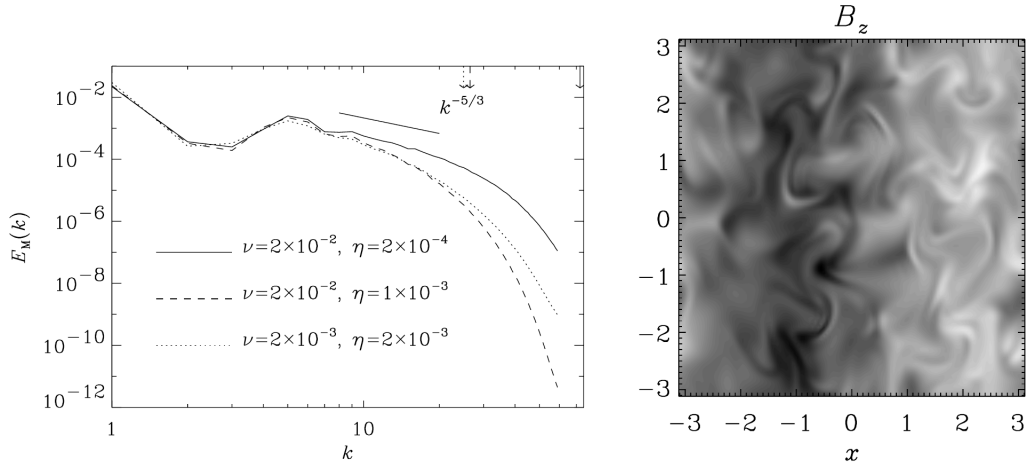 B_z
10^{-2}
10^{-4}
10^{-6}
10^{-8}
10^{-10}
10^{-12}
E_M(k)
k^{-5/3}
ν=2×10^{-2}, η=2×10^{-4}
ν=2×10^{-2}, η=1×10^{-3}
ν=2×10^{-3}, η=2×10^{-3}
1 10
k
3
2
1
0
-1
-2
-3
-3 -2 -1 0 1 2 3
x